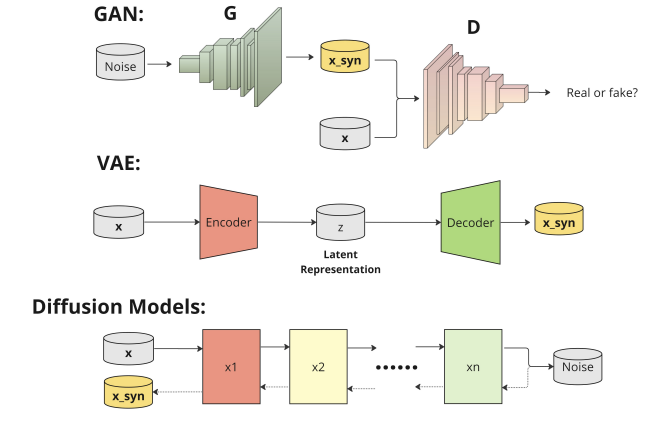 GAN:
G
D
Noise
x_syn
x
Real or fake?
VAE:
x
Encoder
z
Decoder
x_syn
Latent
Representation
Diffusion Models:
x
x_syn
x1
x2
xn
Noise